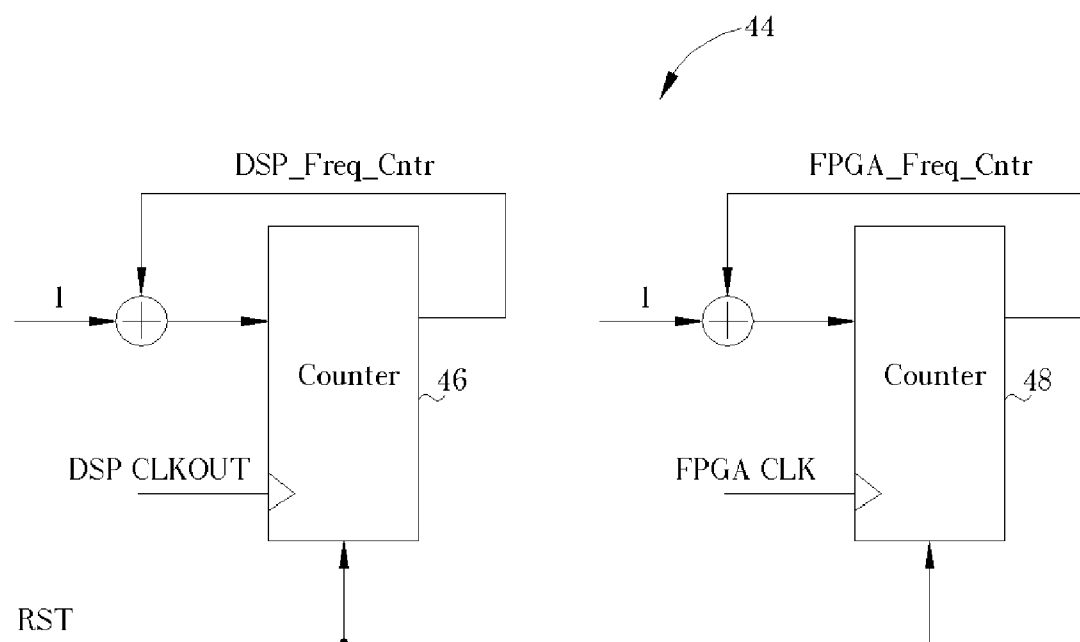 44
DSP_Freq_Cntr
FPGA_Freq_Cntr
1
1
Counter
46
Counter
48
DSP CLKOUT
FPGA CLK
RST